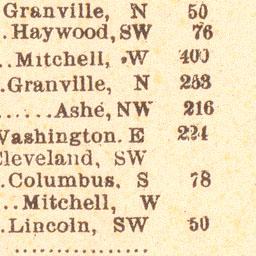 Granville, N 50
..Haywood, SW 76
..Mitchell, W 400
.Granville, N 253
......Ashe, NW 216
Washington. E 224
Cleveland, SW
.Columbus. S 78
...Mitchell, W
.Lincoln, SW 50
...............